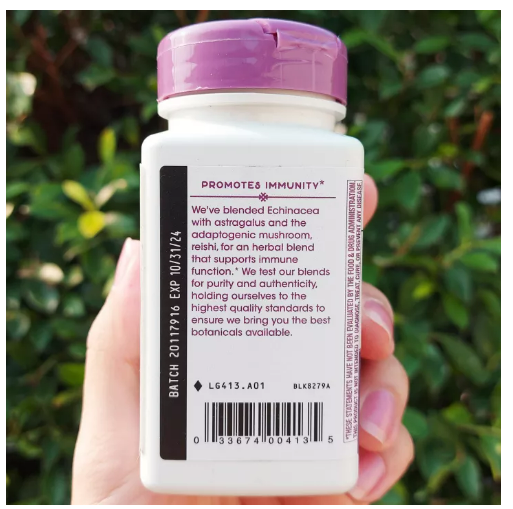 PROMOTES IMMUNITY*
We've blended Echinacea
with astragalus and the
adaptogenic mushroom,
reishi, for an herbal blend
that supports immune
function.* We test our blends
for purity and authenticity,
holding ourselves to the
highest quality standards to
ensure we bring you the best
botanicals available.
LG413.A01 BLK8279A
0 33674 00413 5
BATCH 20117916 EXP 10/31/24
*THESE STATEMENTS HAVE NOT BEEN EVALUATED BY THE FOOD & DRUG ADMINISTRATION.
THIS PRODUCT IS NOT INTENDED TO DIAGNOSE, TREAT, CURE, OR PREVENT ANY DISEASE.